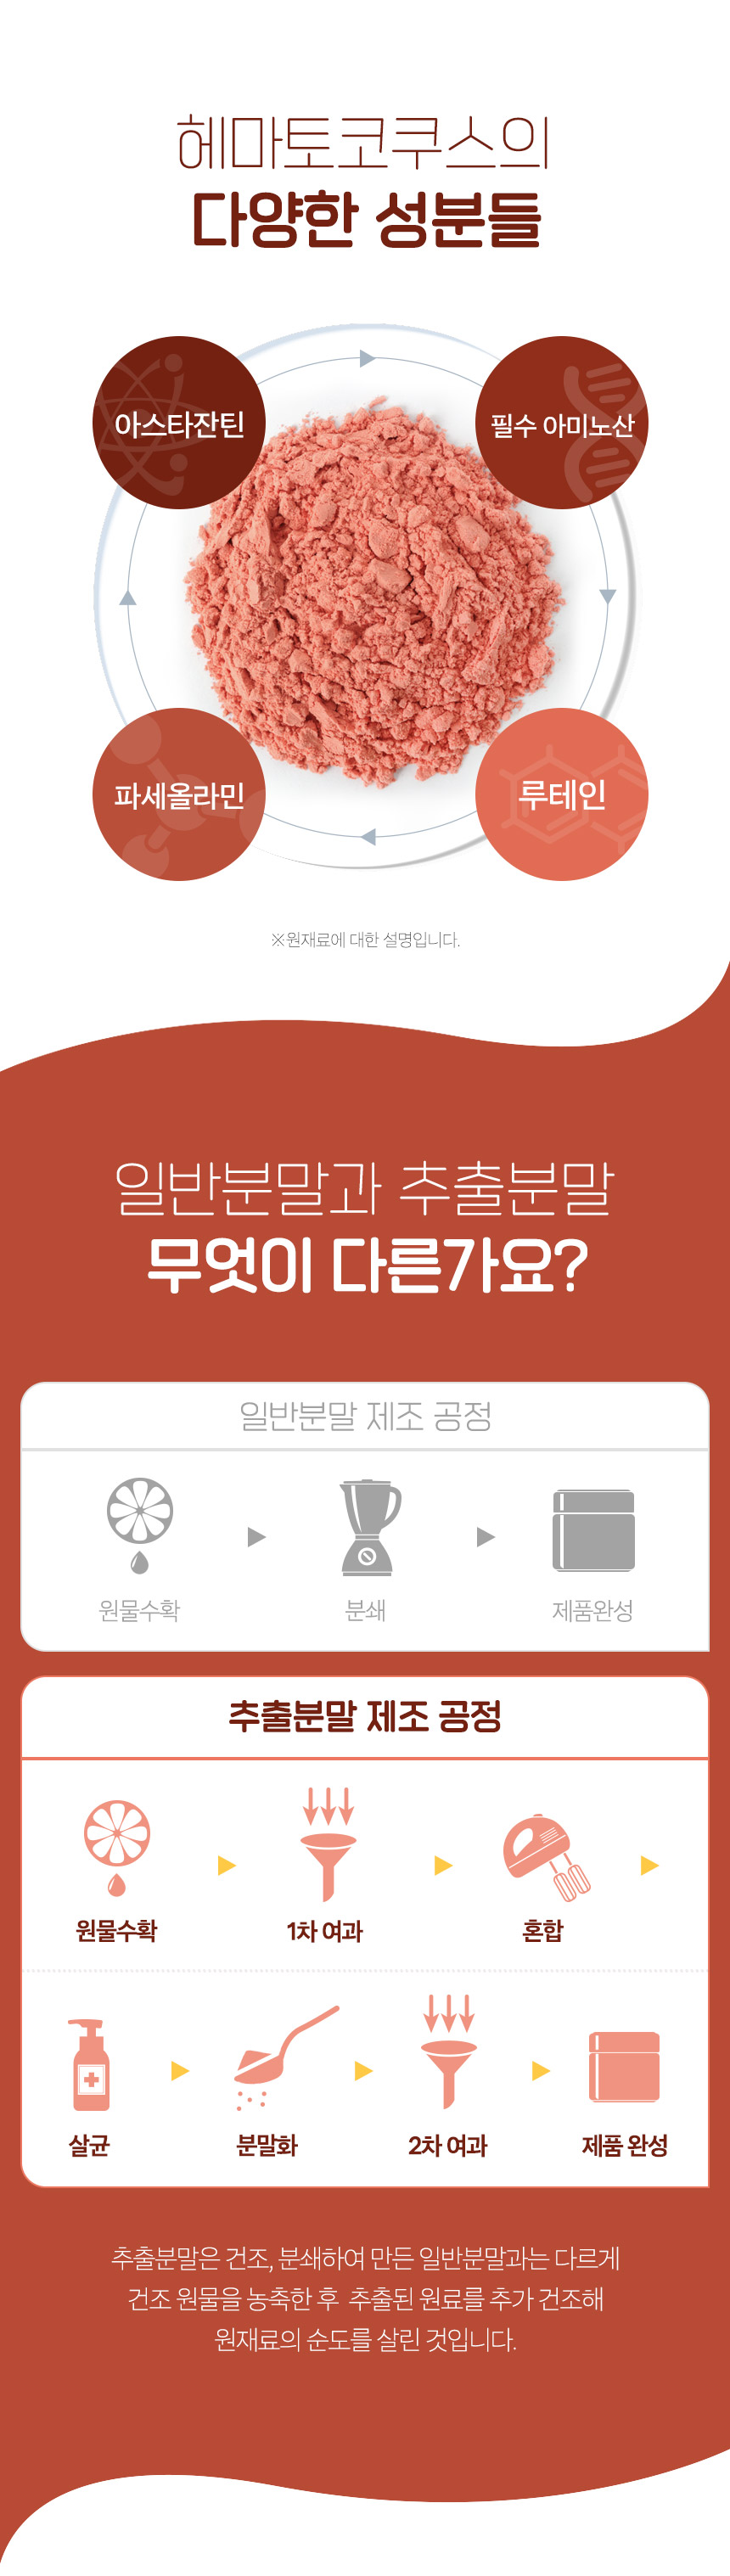 헤마토코쿠스의
다양한 성분들
아스타잔틴
필수 아미노산
파세올라민
루테인
※원재료에 대한 설명입니다.
일반분말과 추출분말
무엇이 다른가요?
일반분말 제조 공정
원물수확
분쇄
제품완성
추출분말 제조 공정
원물수확
1차 여과
혼합
살균
분말화
2차 여과
제품 완성
추출분말은 건조, 분쇄하여 만든 일반분말과는 다르게
건조 원물을 농축한 후 추출된 원료를 추가 건조해
원재료의 순도를 살린 것입니다.